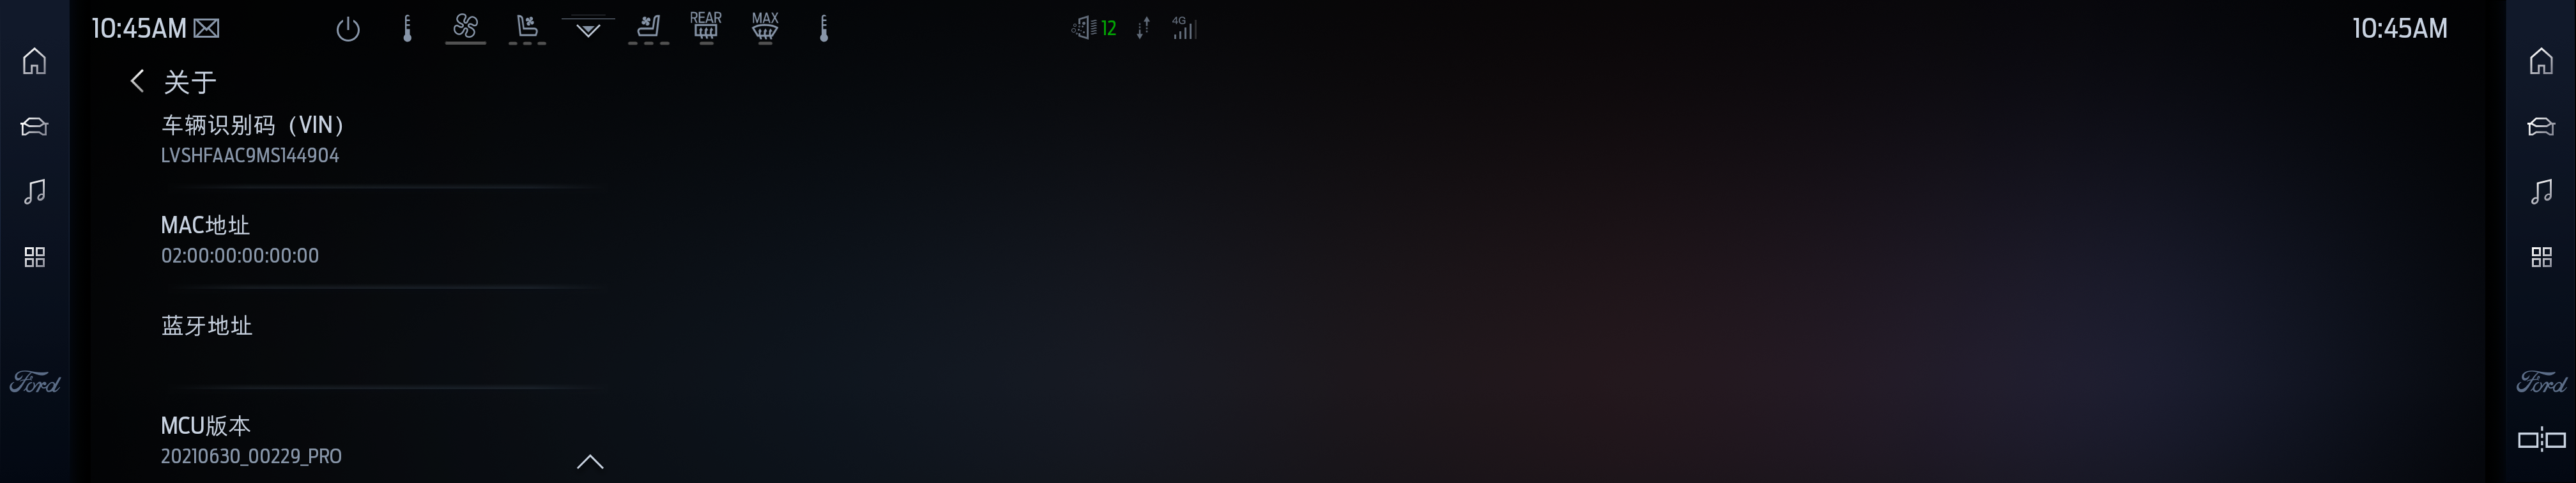 10:45AM
REAR
MAX
12
4G
10:45AM
关于
车辆识别码（VIN）
LVSHFAAC9MS144904
MAC地址
02:00:00:00:00:00
蓝牙地址
MCU版本
20210630_00229_PRO
Ford
Ford